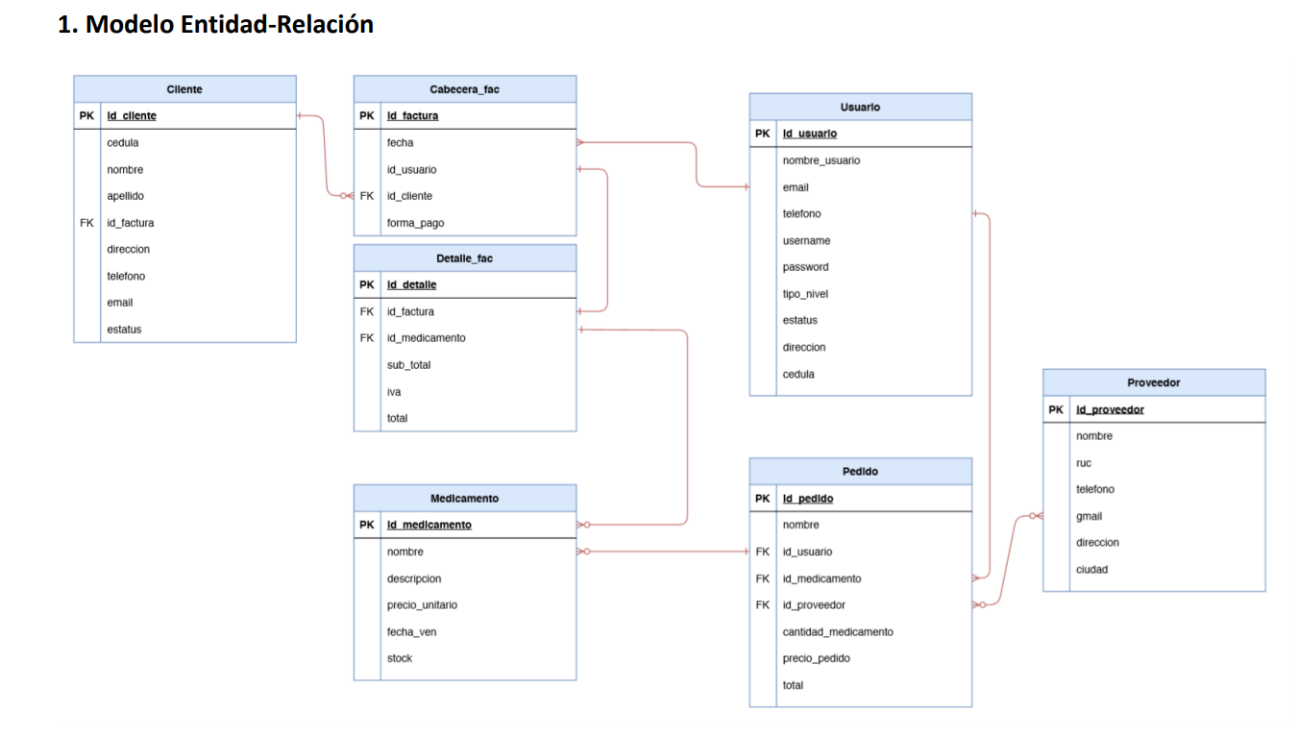 1. Modelo Entidad-Relación
Cliente
PK Id_cliente
cedula
nombre
apellido
FK id_factura
direccion
telefono
email
estatus
Cabecera_fac
PK Id_factura
fecha
id_usuario
FK id_cliente
forma_pago
Detalle_fac
PK Id_detalle
FK id_factura
FK id_medicamento
sub_total
iva
total
Medicamento
PK Id_medicamento
nombre
descripcion
precio_unitario
fecha_ven
stock
Usuario
PK Id_usuario
nombre_usuario
email
telefono
username
password
tipo_nivel
estatus
direccion
cedula
Pedido
PK Id_pedido
nombre
FK id_usuario
FK id_medicamento
FK id_proveedor
cantidad_medicamento
precio_pedido
total
Proveedor
PK Id_proveedor
nombre
ruc
telefono
gmail
direccion
ciudad